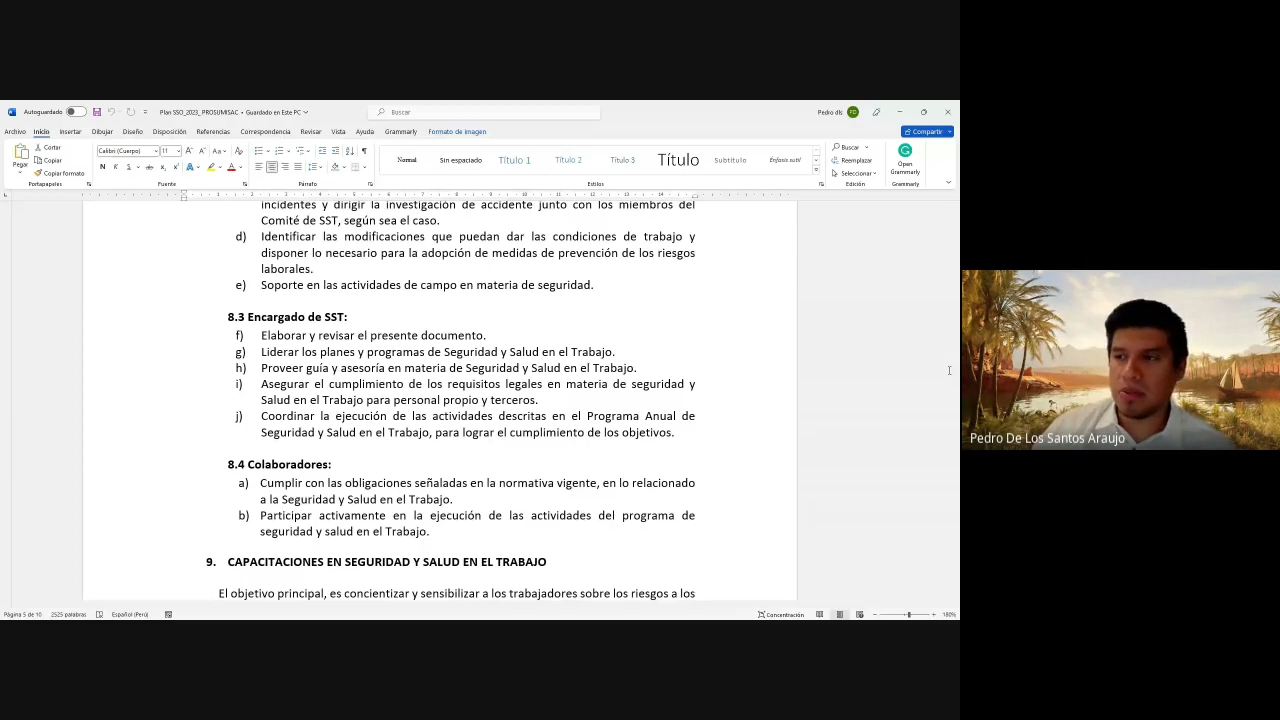 Autoguardado
Plan SSO_2023_ PROSUMISAC • Guardado en Este PC
Buscar
Pedro dls
Archivo Inicio Insertar Dibujar Diseño Disposición Referencias Correspondencia Revisar Vista Ayuda Grammarly Formato de imagen
Compartir
Pegar
Cortar
Copiar
Copiar formato
Portapapeles
Calibri (Cuerpo) 11
Fuente
Párrafo
Normal Sin espaciado Título 1 Título 2 Título 3 Título Subtítulo Énfasis sutil
Estilos
Buscar
Reemplazar
Seleccionar
Edición
Open
Grammarly
Grammarly
incidentes y dirigir la investigación de accidente junto con los miembros del
Comité de SST, según sea el caso.
d) Identificar las modificaciones que puedan dar las condiciones de trabajo y
disponer lo necesario para la adopción de medidas de prevención de los riesgos
laborales.
e) Soporte en las actividades de campo en materia de seguridad.
8.3 Encargado de SST:
f) Elaborar y revisar el presente documento.
g) Liderar los planes y programas de Seguridad y Salud en el Trabajo.
h) Proveer guía y asesoría en materia de Seguridad y Salud en el Trabajo.
i) Asegurar el cumplimiento de los requisitos legales en materia de seguridad y
Salud en el Trabajo para personal propio y terceros.
j) Coordinar la ejecución de las actividades descritas en el Programa Anual de
Seguridad y Salud en el Trabajo, para lograr el cumplimiento de los objetivos.
8.4 Colaboradores:
a) Cumplir con las obligaciones señaladas en la normativa vigente, en lo relacionado
a la Seguridad y Salud en el Trabajo.
b) Participar activamente en la ejecución de las actividades del programa de
seguridad y salud en el Trabajo.
9. CAPACITACIONES EN SEGURIDAD Y SALUD EN EL TRABAJO
El objetivo principal, es concientizar y sensibilizar a los trabajadores sobre los riesgos a los
Página 5 de 10 2525 palabras Español (Perú)
Concentración
180%
Pedro De Los Santos Araujo